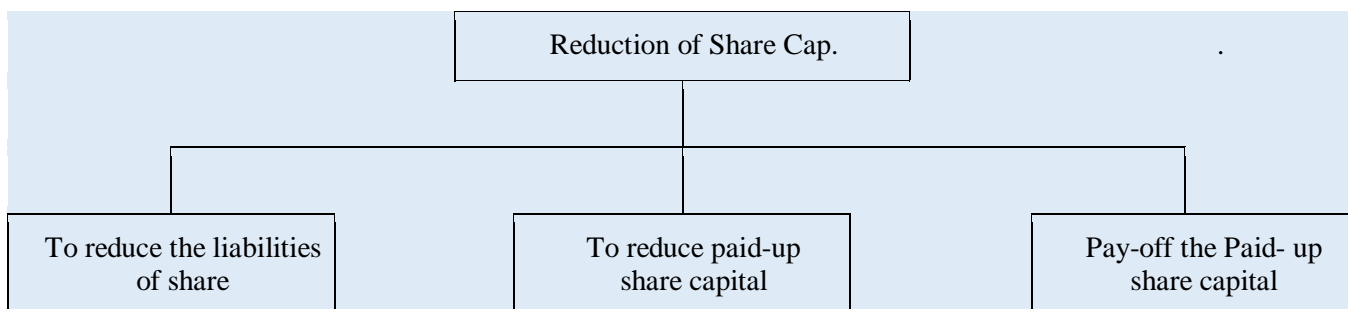 Reduction of Share Cap.
.
To reduce the liabilities
of share
To reduce paid-up
share capital
Pay-off the Paid- up
share capital